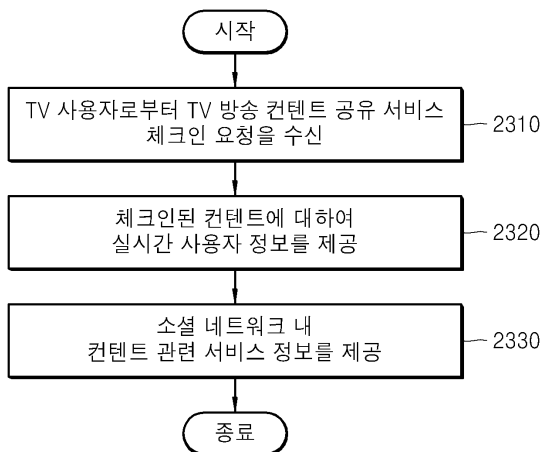 시작
TV 사용자로부터 TV 방송 컨텐트 공유 서비스
체크인 요청을 수신
2310
체크인된 컨텐트에 대하여
실시간 사용자 정보를 제공
2320
소셜 네트워크 내
컨텐트 관련 서비스 정보를 제공
2330
종료